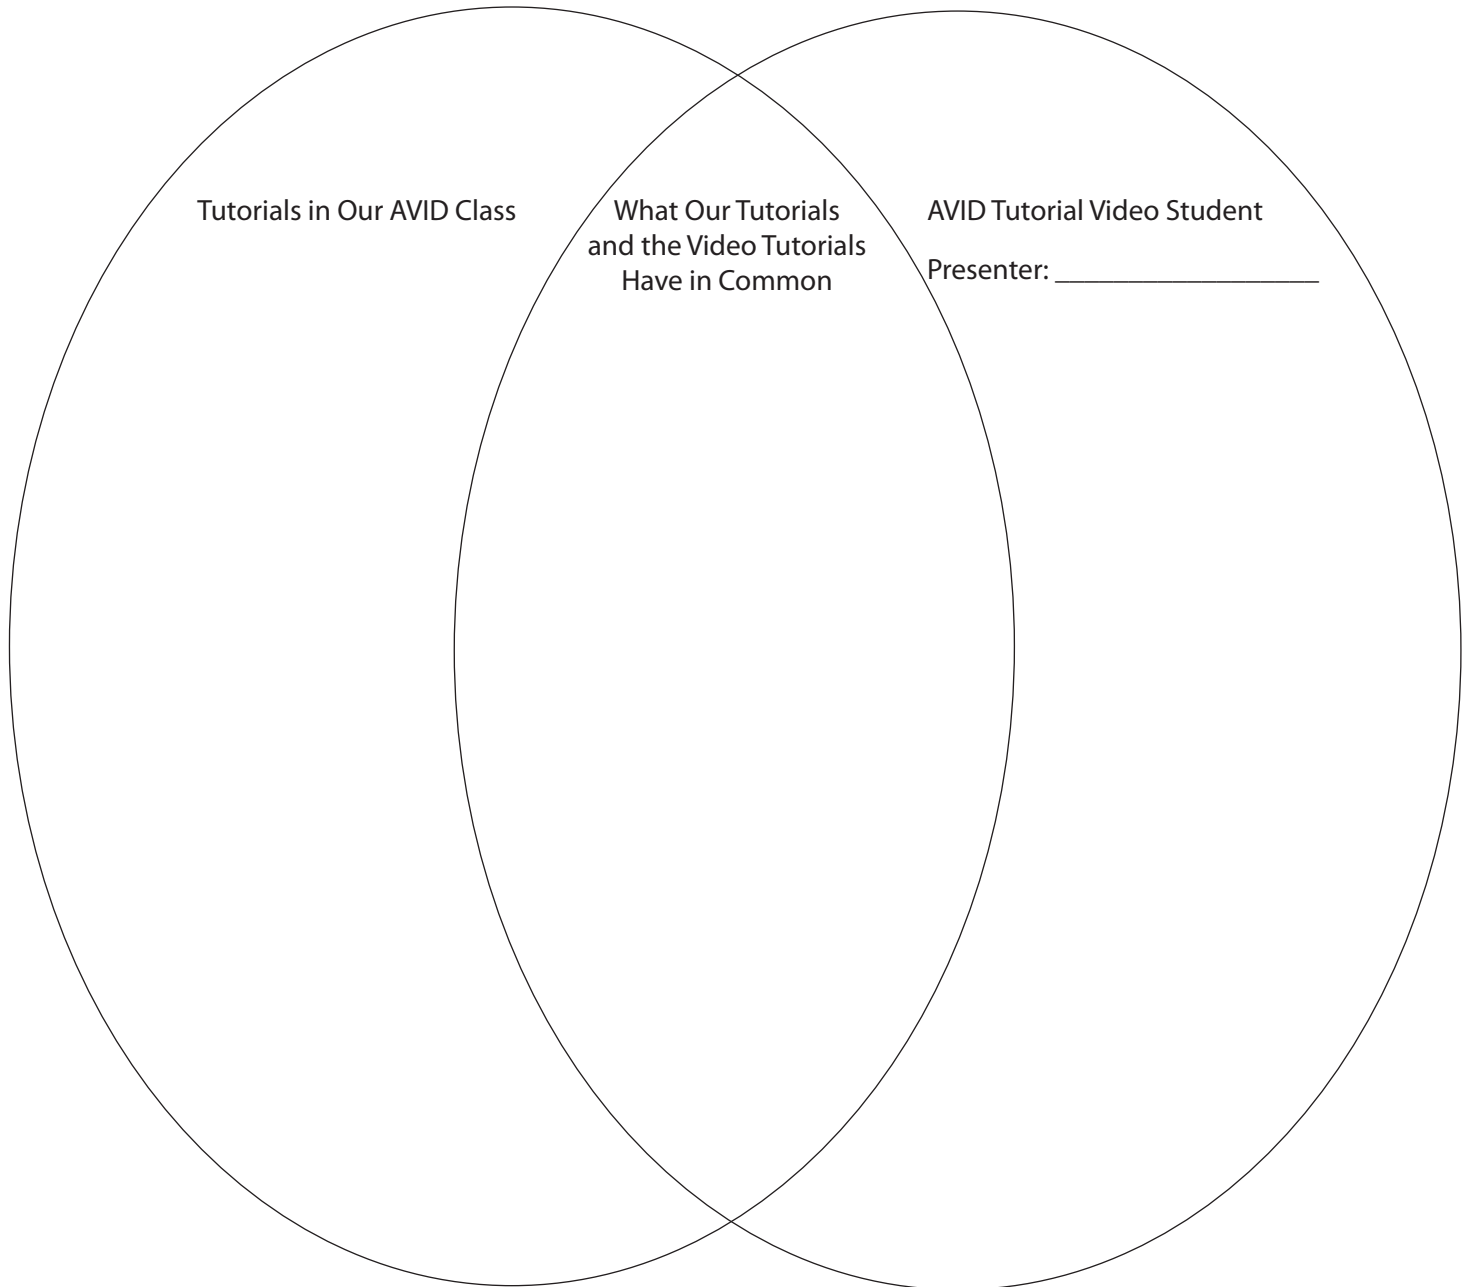 Tutorials in Our AVID Class
What Our Tutorials
and the Video Tutorials
Have in Common
AVID Tutorial Video Student
Presenter: ___________________